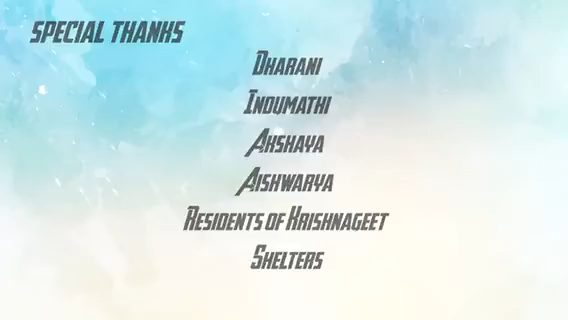 SPECIAL THANKS
DHARANI
INDUMATHI
AKSHAYA
AISHWARYA
RESIDENTS OF KRISHNAGEET
SHELTERS